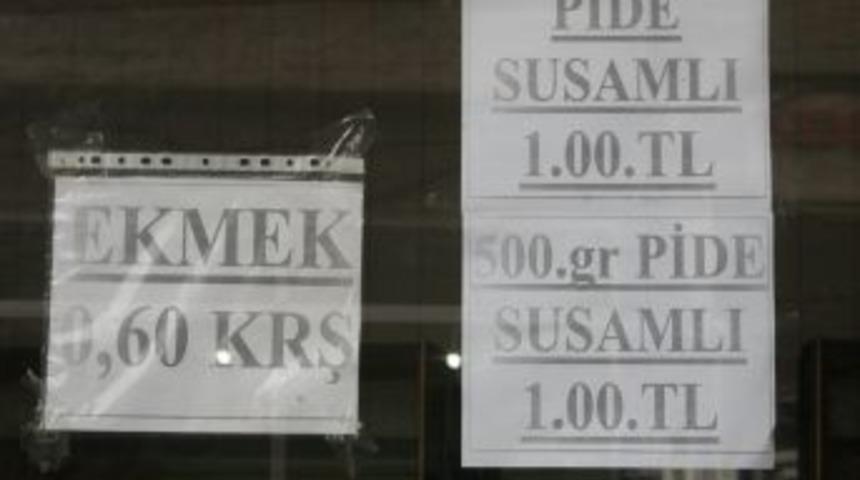 EKMEK
0,60 KRŞ
PİDE
SUSAMLI
1.00.TL
500.gr PİDE
SUSAMLI
1.00.TL